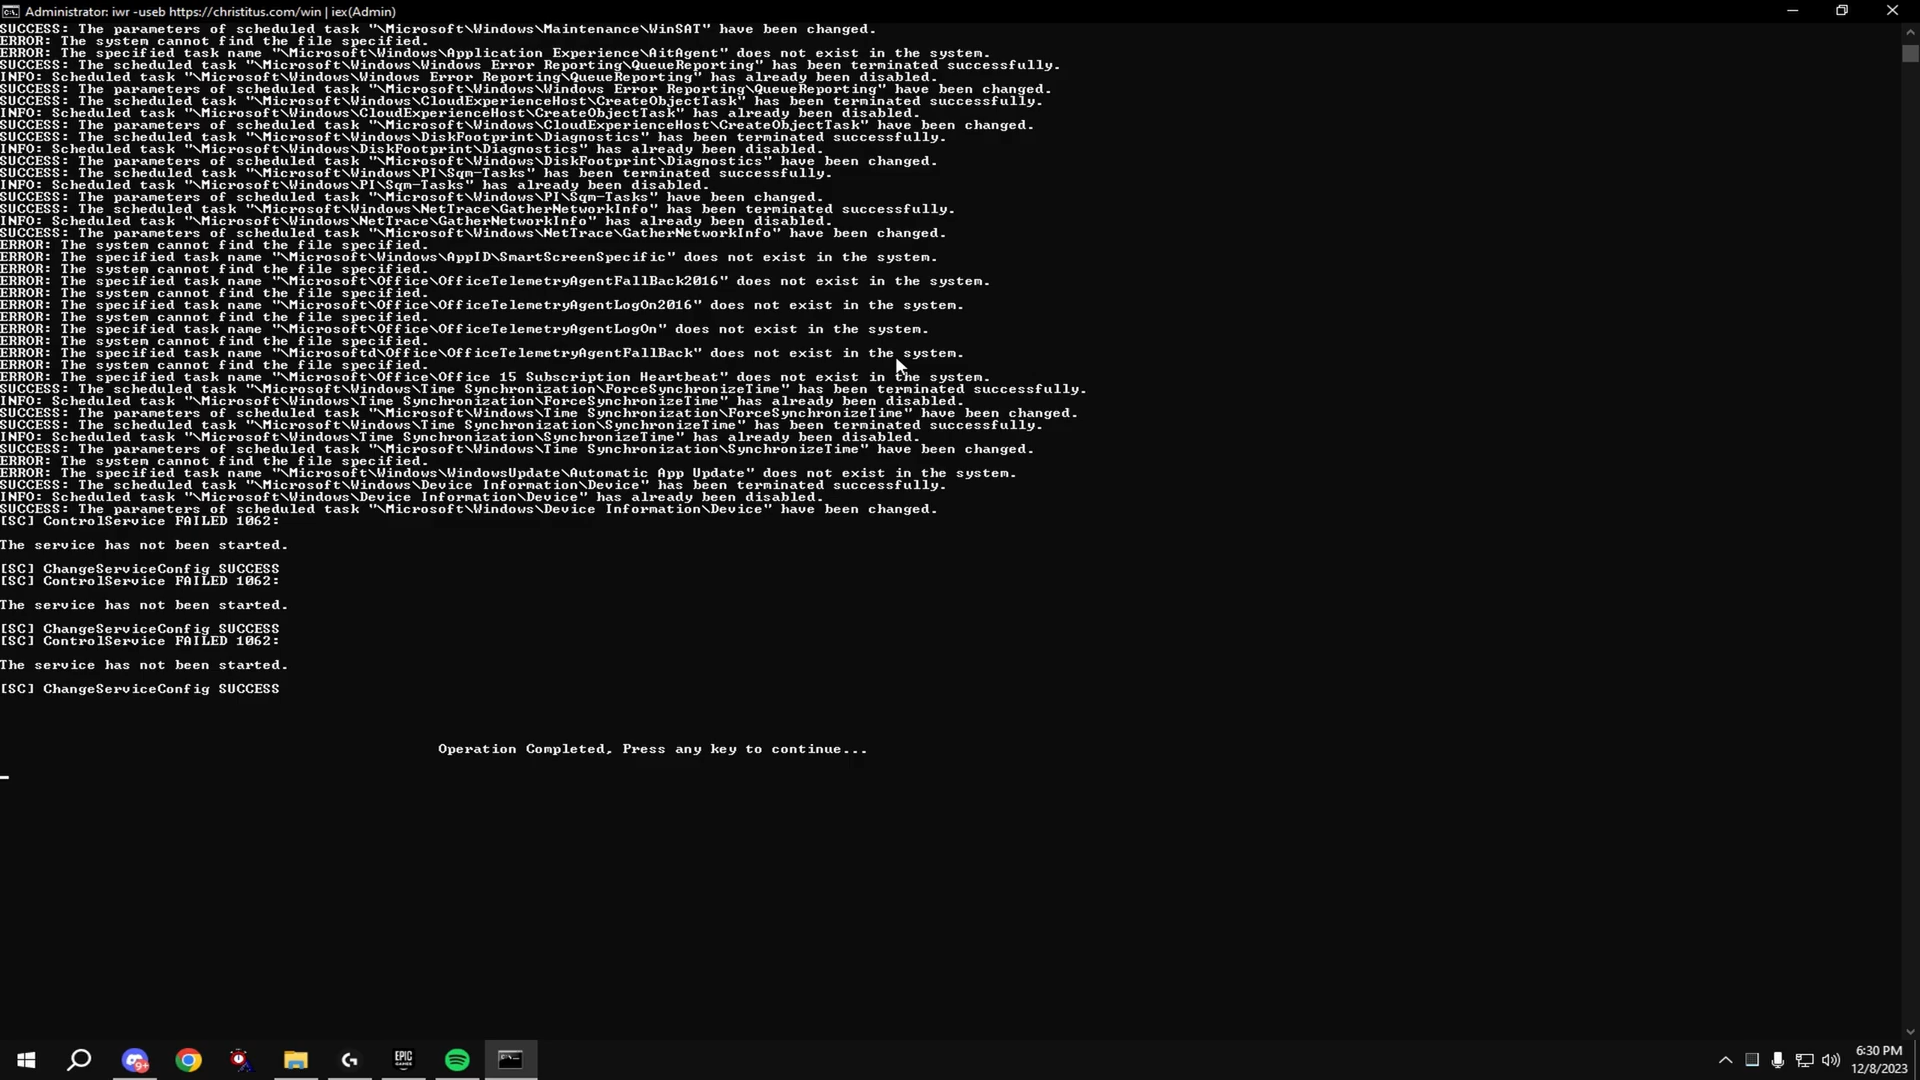 Administrator: iwr -useb https://christitus.com/win | iex(Admin)
SUCCESS: The parameters of scheduled task "\Microsoft\Windows\Maintenance\WinSAT" have been changed.
ERROR: The system cannot find the file specified.
ERROR: The specified task name "\Microsoft\Windows\Application Experience\AitAgent" does not exist in the system.
SUCCESS: The scheduled task "\Microsoft\Windows\Windows Error Reporting\QueueReporting" has been terminated successfully.
INFO: Scheduled task "\Microsoft\Windows\Windows Error Reporting\QueueReporting" has already been disabled.
SUCCESS: The parameters of scheduled task "\Microsoft\Windows\Windows Error Reporting\QueueReporting" have been changed.
SUCCESS: The scheduled task "\Microsoft\Windows\CloudExperienceHost\CreateObjectTask" has been terminated successfully.
INFO: Scheduled task "\Microsoft\Windows\CloudExperienceHost\CreateObjectTask" has already been disabled.
SUCCESS: The parameters of scheduled task "\Microsoft\Windows\CloudExperienceHost\CreateObjectTask" have been changed.
SUCCESS: The scheduled task "\Microsoft\Windows\DiskFootprint\Diagnostics" has been terminated successfully.
INFO: Scheduled task "\Microsoft\Windows\DiskFootprint\Diagnostics" has already been disabled.
SUCCESS: The parameters of scheduled task "\Microsoft\Windows\DiskFootprint\Diagnostics" have been changed.
SUCCESS: The scheduled task "\Microsoft\Windows\PI\Sqm-Tasks" has been terminated successfully.
INFO: Scheduled task "\Microsoft\Windows\PI\Sqm-Tasks" has already been disabled.
SUCCESS: The parameters of scheduled task "\Microsoft\Windows\PI\Sqm-Tasks" have been changed.
SUCCESS: The scheduled task "\Microsoft\Windows\NetTrace\GatherNetworkInfo" has been terminated successfully.
INFO: Scheduled task "\Microsoft\Windows\NetTrace\GatherNetworkInfo" has already been disabled.
SUCCESS: The parameters of scheduled task "\Microsoft\Windows\NetTrace\GatherNetworkInfo" have been changed.
ERROR: The system cannot find the file specified.
ERROR: The specified task name "\Microsoft\Windows\AppID\SmartScreenSpecific" does not exist in the system.
ERROR: The system cannot find the file specified.
ERROR: The specified task name "\Microsoft\Office\OfficeTelemetryAgentFallBack2016" does not exist in the system.
ERROR: The system cannot find the file specified.
ERROR: The specified task name "\Microsoft\Office\OfficeTelemetryAgentLogOn2016" does not exist in the system.
ERROR: The system cannot find the file specified.
ERROR: The specified task name "\Microsoft\Office\OfficeTelemetryAgentLogOn" does not exist in the system.
ERROR: The system cannot find the file specified.
ERROR: The specified task name "\Microsoftd\Office\OfficeTelemetryAgentFallBack" does not exist in the system.
ERROR: The system cannot find the file specified.
ERROR: The specified task name "\Microsoft\Office\Office 15 Subscription Heartbeat" does not exist in the system.
SUCCESS: The scheduled task "\Microsoft\Windows\Time Synchronization\ForceSynchronizeTime" has been terminated successfully.
INFO: Scheduled task "\Microsoft\Windows\Time Synchronization\ForceSynchronizeTime" has already been disabled.
SUCCESS: The parameters of scheduled task "\Microsoft\Windows\Time Synchronization\ForceSynchronizeTime" have been changed.
SUCCESS: The scheduled task "\Microsoft\Windows\Time Synchronization\SynchronizeTime" has been terminated successfully.
INFO: Scheduled task "\Microsoft\Windows\Time Synchronization\SynchronizeTime" has already been disabled.
SUCCESS: The parameters of scheduled task "\Microsoft\Windows\Time Synchronization\SynchronizeTime" have been changed.
ERROR: The system cannot find the file specified.
ERROR: The specified task name "\Microsoft\Windows\WindowsUpdate\Automatic App Update" does not exist in the system.
SUCCESS: The scheduled task "\Microsoft\Windows\Device Information\Device" has been terminated successfully.
INFO: Scheduled task "\Microsoft\Windows\Device Information\Device" has already been disabled.
SUCCESS: The parameters of scheduled task "\Microsoft\Windows\Device Information\Device" have been changed.
[SC] ControlService FAILED 1062:
The service has not been started.
[SC] ChangeServiceConfig SUCCESS
[SC] ControlService FAILED 1062:
The service has not been started.
[SC] ChangeServiceConfig SUCCESS
[SC] ControlService FAILED 1062:
The service has not been started.
[SC] ChangeServiceConfig SUCCESS
Operation Completed, Press any key to continue...
9+
EPIC
GAMES
6:30 PM
12/8/2023